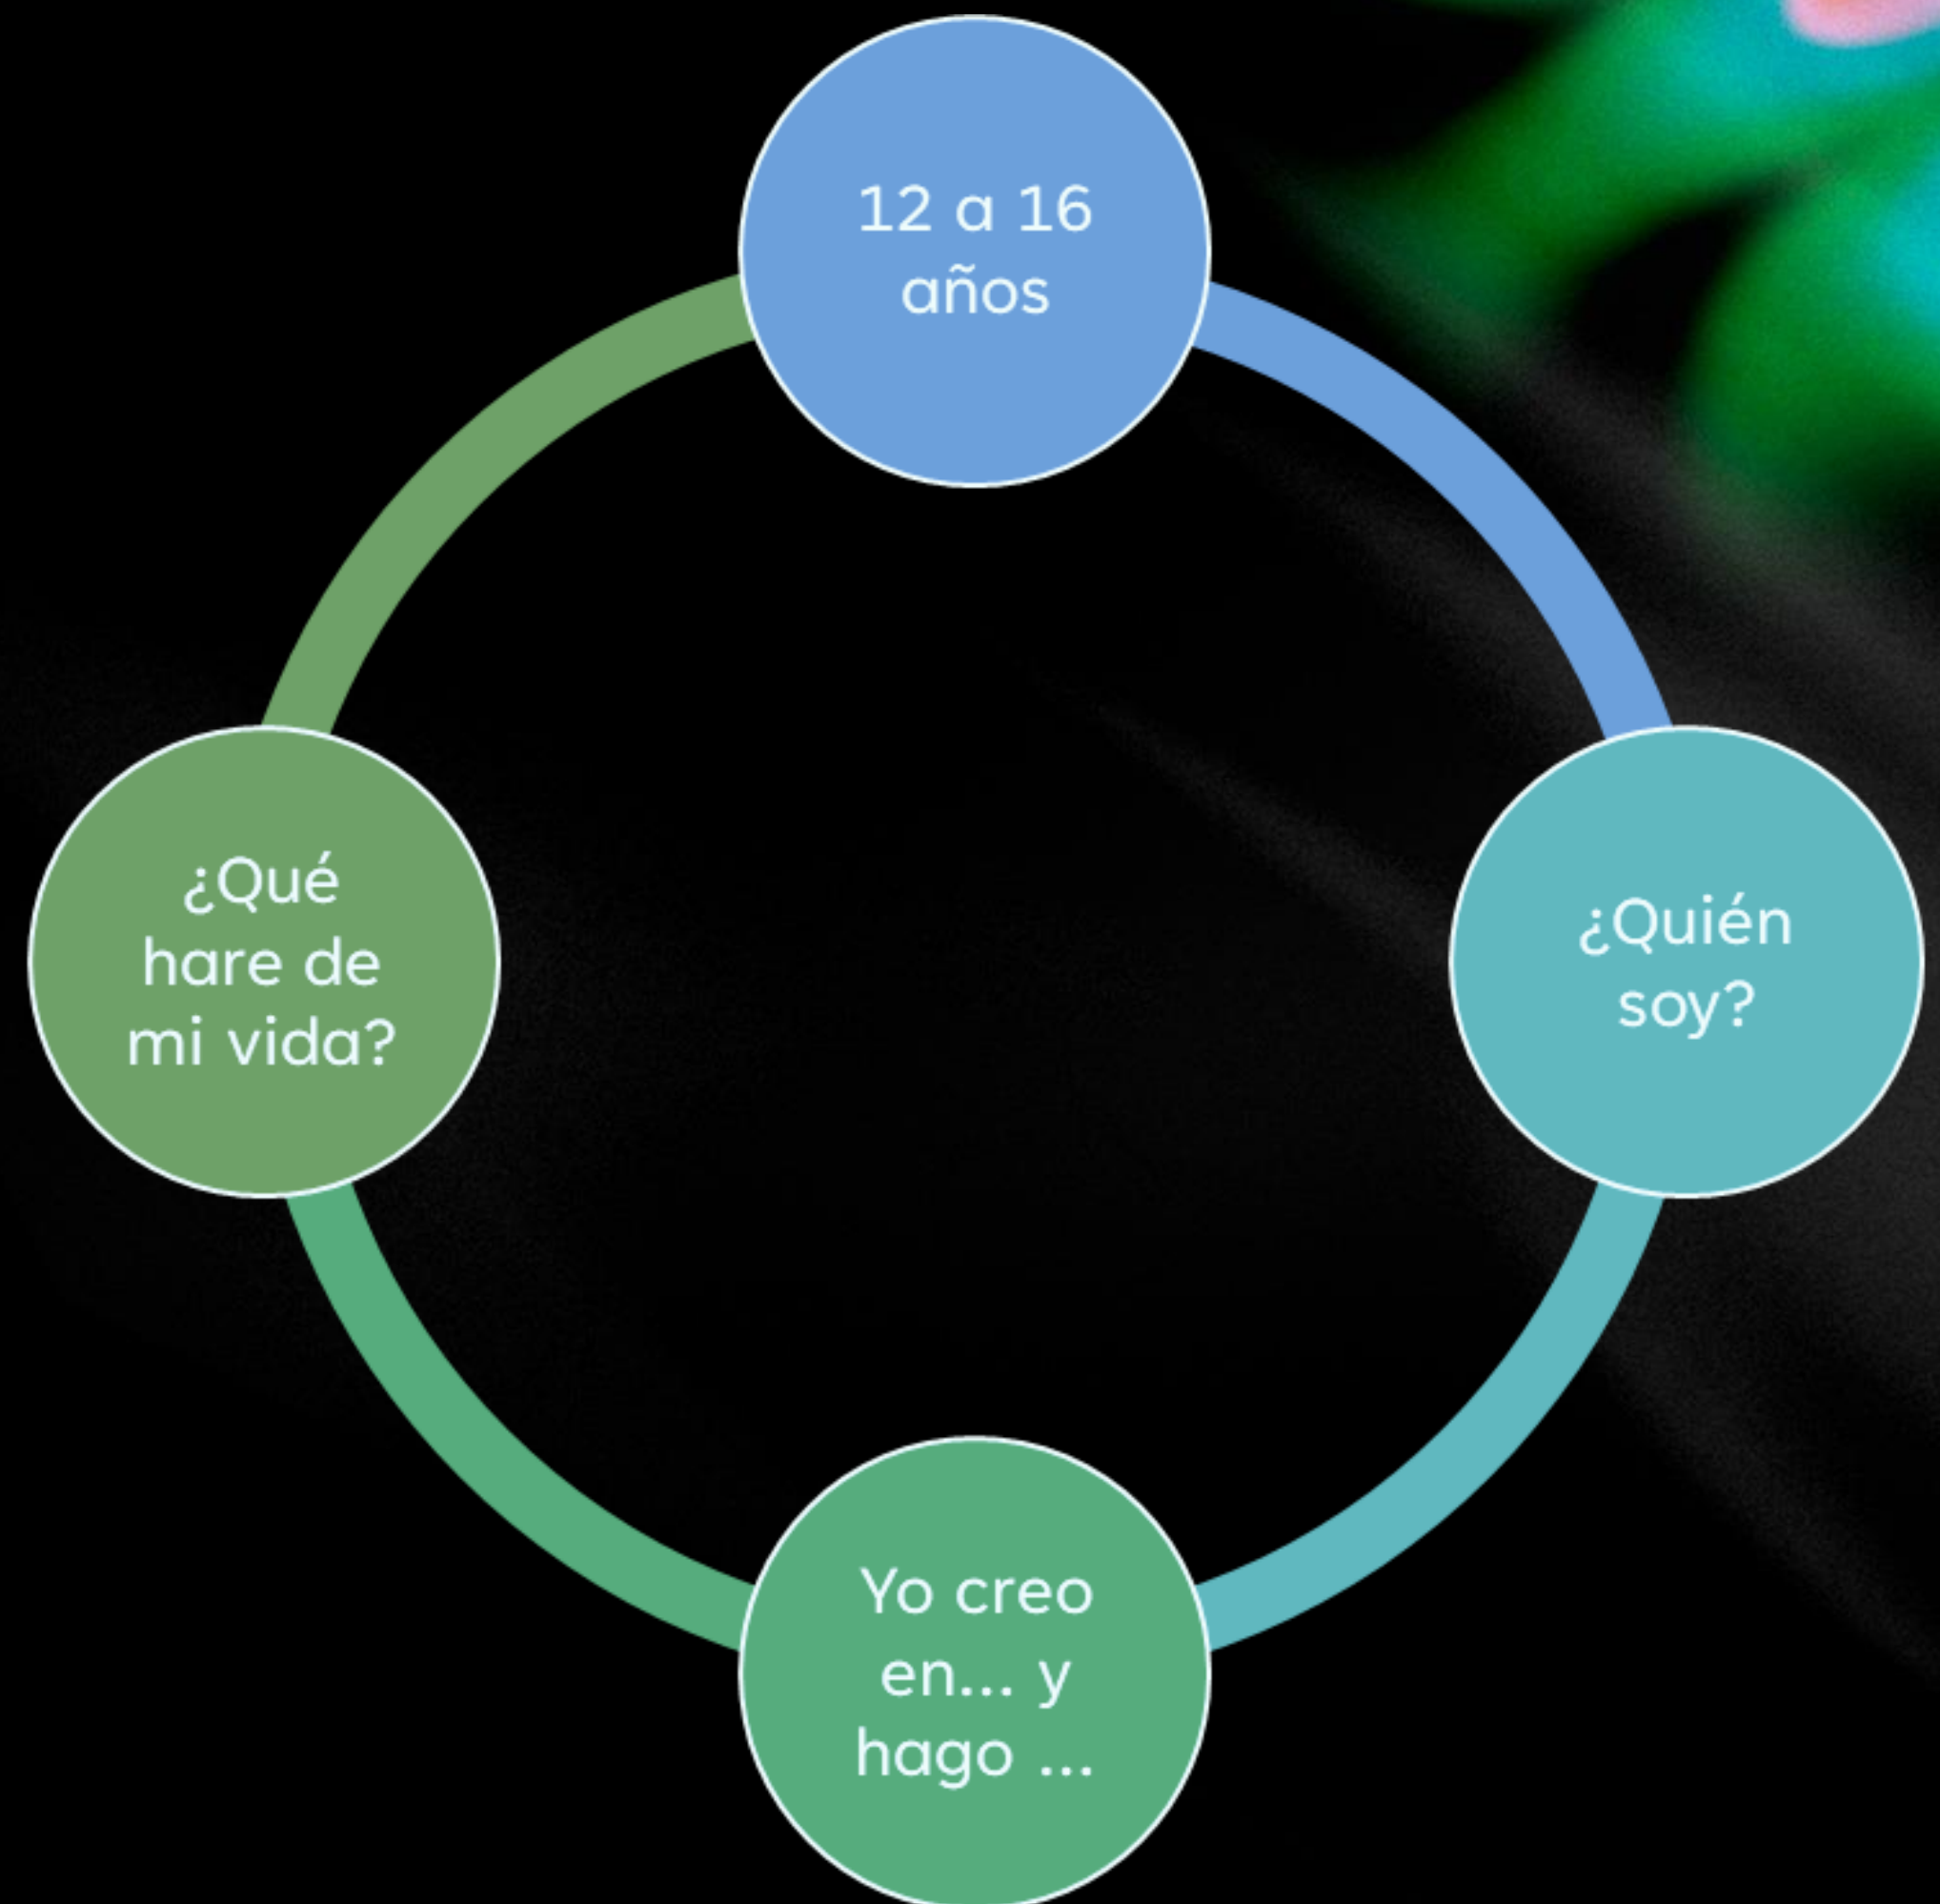 12 a 16
años
¿Quién
soy?
Yo creo
en... y
hago ...
¿Qué
hare de
mi vida?